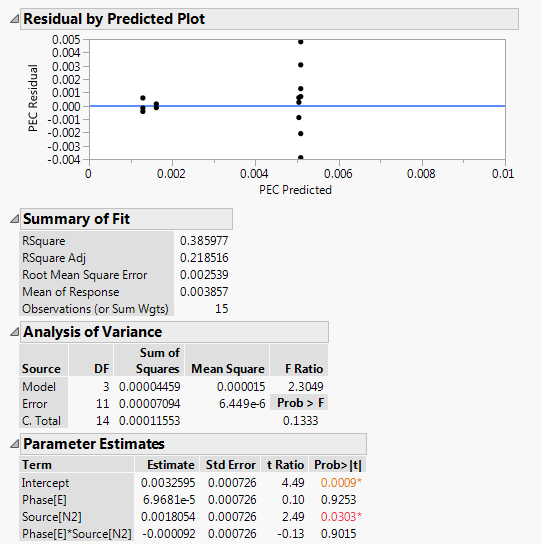 Residual by Predicted Plot
0.005
0.004
0.003
0.002
0.001
0.000
-0.001
-0.002
-0.003
-0.004
PEC Residual
0 0.002 0.004 0.006 0.008 0.01
PEC Predicted
Summary of Fit
RSquare 0.385977
RSquare Adj 0.218516
Root Mean Square Error 0.002539
Mean of Response 0.003857
Observations (or Sum Wgts) 15
Analysis of Variance
Sum of
Source DF Squares Mean Square F Ratio
Model 3 0.00004459 0.000015 2.3049
Error 11 0.00007094 6.449e-6 Prob > F
C. Total 14 0.00011553 0.1333
Parameter Estimates
Term Estimate Std Error t Ratio Prob>|t|
Intercept 0.0032595 0.000726 4.49 0.0009*
Phase[E] 6.9681e-5 0.000726 0.10 0.9253
Source[N2] 0.0018054 0.000726 2.49 0.0303*
Phase[E]*Source[N2] -0.000092 0.000726 -0.13 0.9015